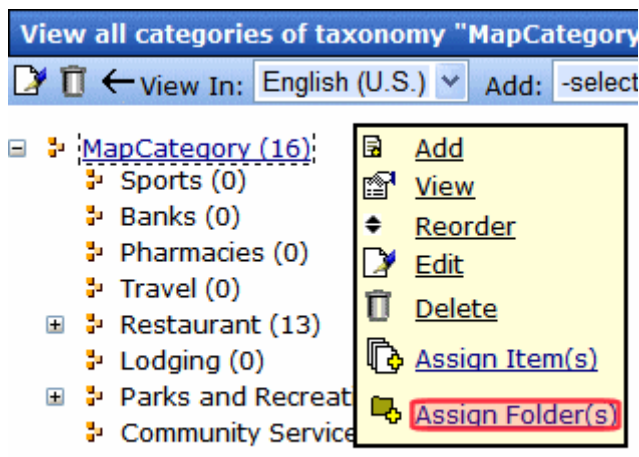 View all categories of taxonomy "MapCategory
View In: English (U.S.) Add: -select
MapCategory (16)
Sports (0)
Banks (0)
Pharmacies (0)
Travel (0)
Restaurant (13)
Lodging (0)
Parks and Recreati
Community Service
Add
View
Reorder
Edit
Delete
Assign Item(s)
Assign Folder(s)